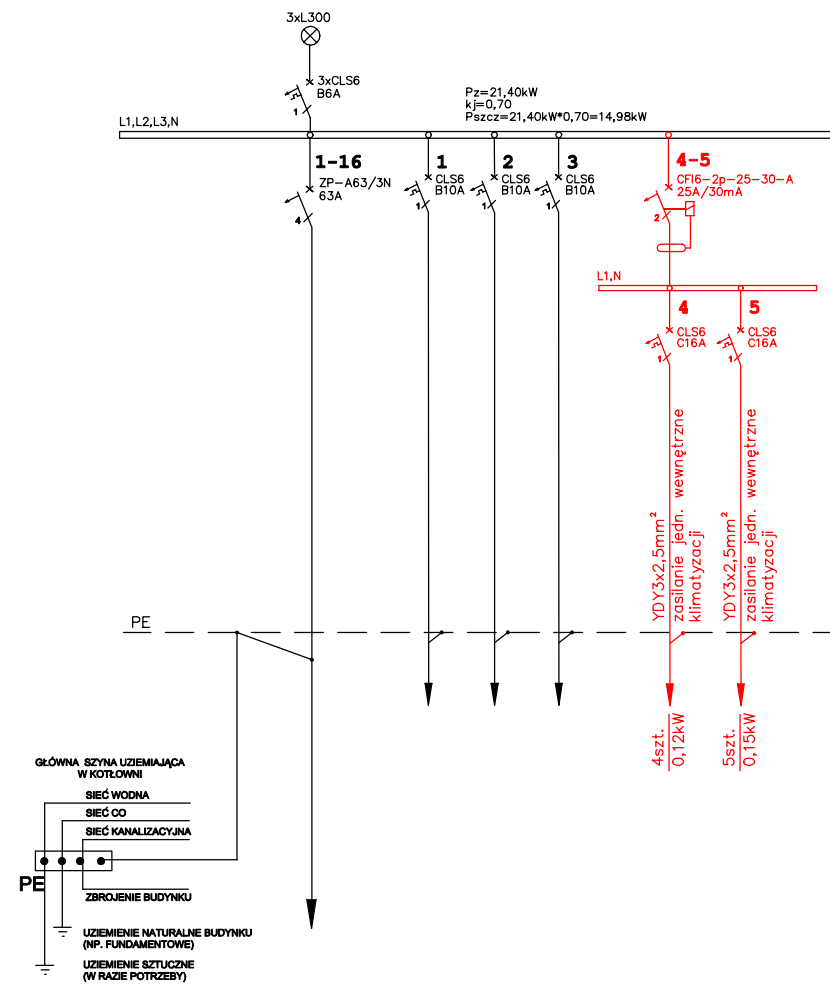 3xL300
3xCLS6
B6A
1
L1,L2,L3,N
Pz=21,40kW
kj=0,70
Pszcz=21,40kW*0,70=14,98kW
1-16
ZP-A63/3N
63A
4
1
CLS6
B10A
1
2
CLS6
B10A
1
3
CLS6
B10A
1
4-5
CFI6-2p-25-30-A
25A/30mA
2
L1,N
4
CLS6
C16A
1
5
CLS6
C16A
1
YDY3x2,5mm²
zasilanie jedn. wewnętrzne
klimatyzacji
YDY3x2,5mm²
zasilanie jedn. wewnętrzne
klimatyzacji
PE
4szt.
0,12kW
5szt.
0,15kW
GŁÓWNA SZYNA UZIEMIAJĄCA
W KOTŁOWNI
SIEĆ WODNA
SIEĆ CO
SIEĆ KANALIZACYJNA
PE
ZBROJENIE BUDYNKU
UZIEMIENIE NATURALNE BUDYNKU
(NP. FUNDAMENTOWE)
UZIEMIENIE SZTUCZNE
(W RAZIE POTRZEBY)